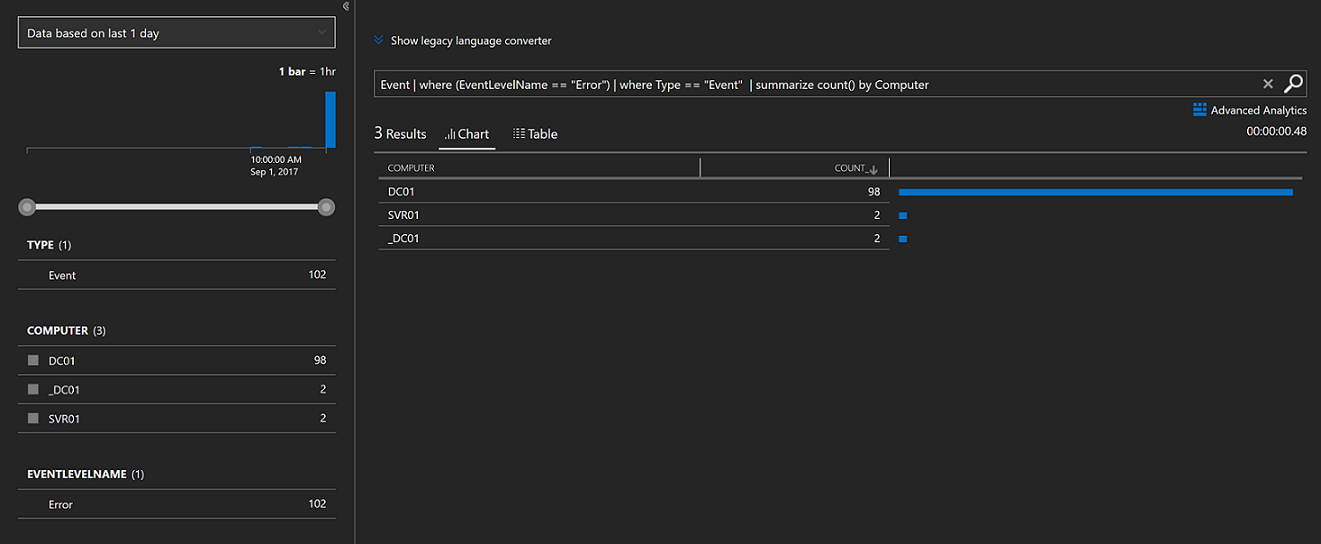 Data based on last 1 day
1 bar = 1hr
10:00:00 AM
Sep 1, 2017
TYPE (1)
Event 102
COMPUTER (3)
DC01 98
_DC01 2
SVR01 2
EVENTLEVELNAME (1)
Error 102
Show legacy language converter
Event | where (EventLevelName == "Error") | where Type == "Event" | summarize count() by Computer
Advanced Analytics
3 Results Chart Table
00:00:00.48
COMPUTER COUNT_
DC01 98
SVR01 2
_DC01 2